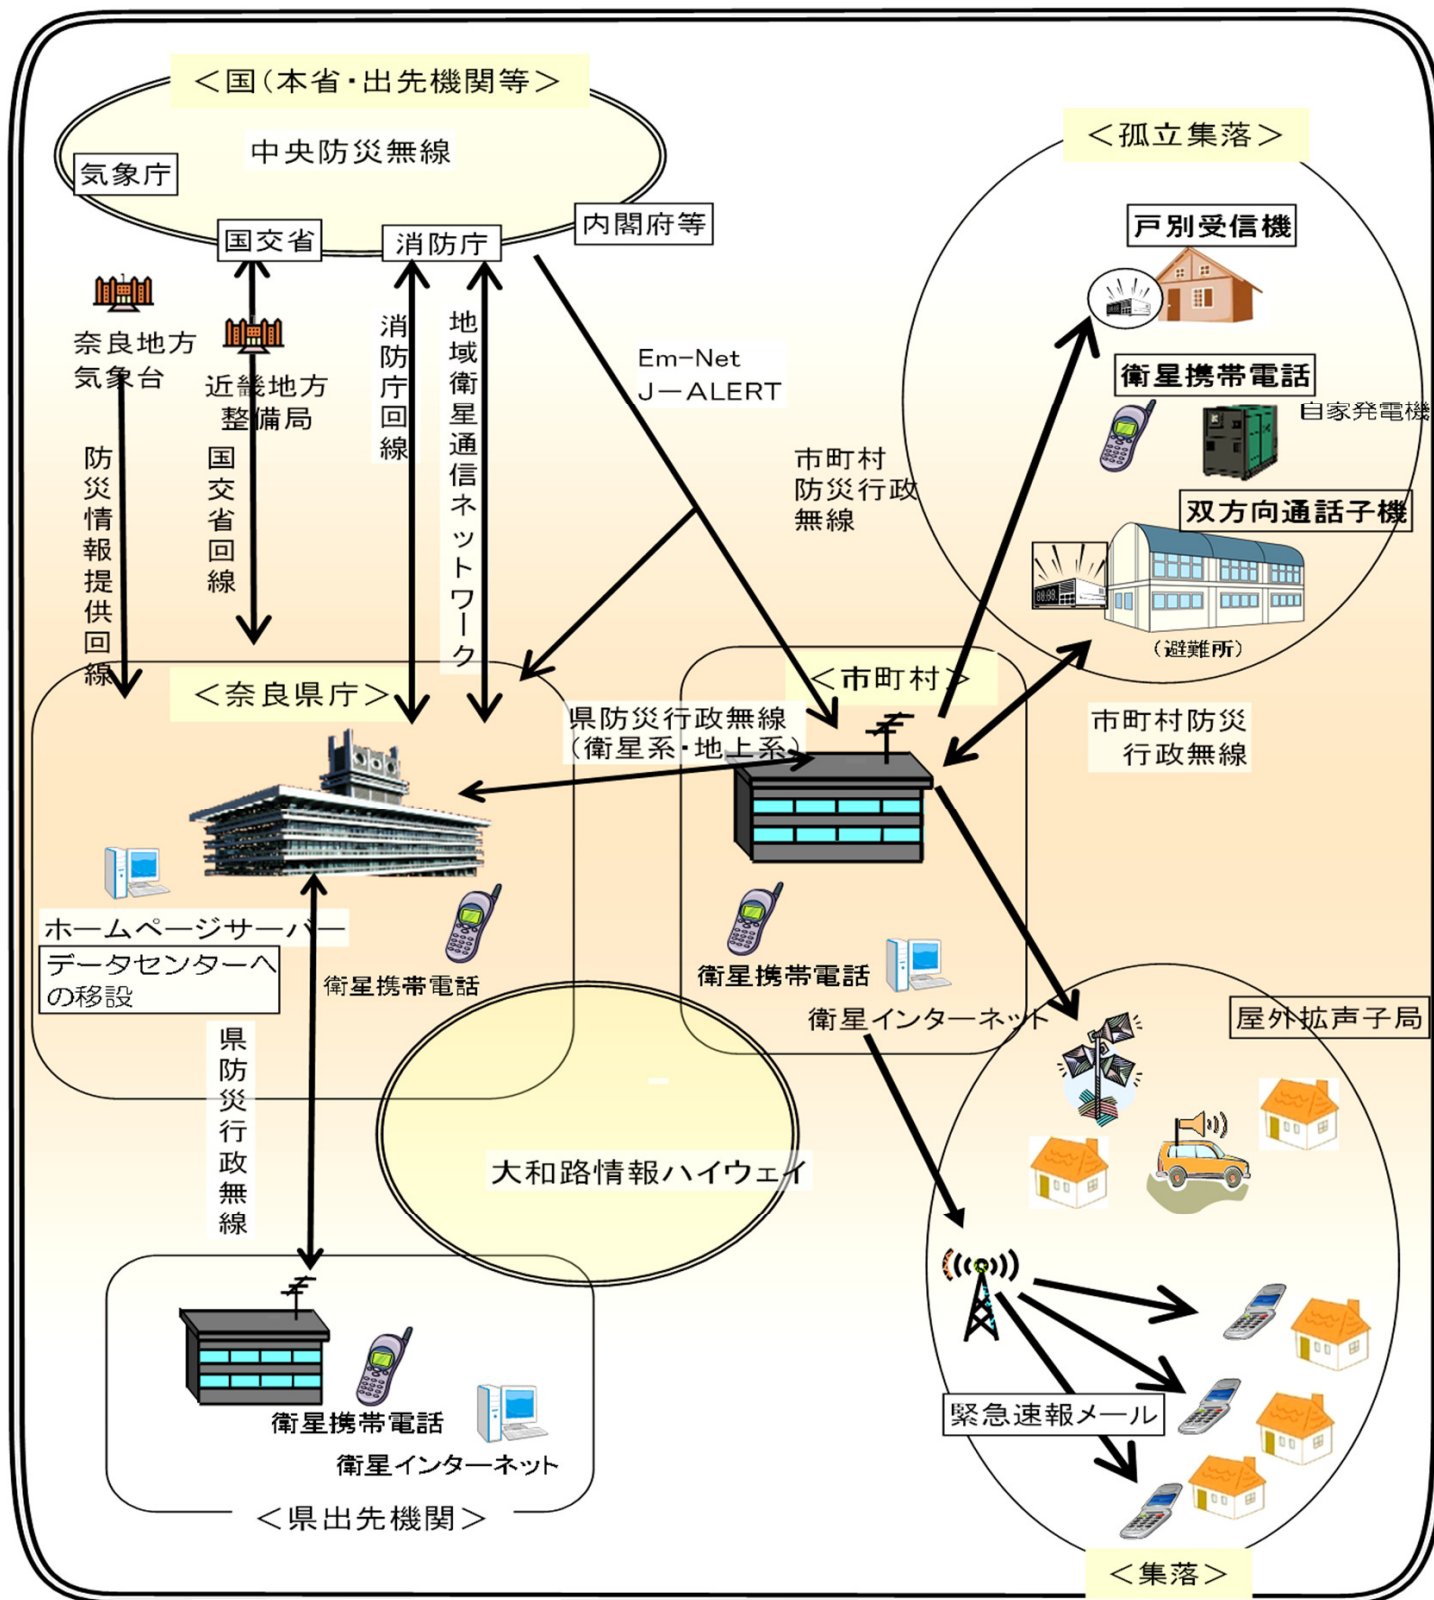 ＜国(本省・出先機関等＞
中央防災無線
気象庁
国交省
消防庁
内閣府等
＜孤立集落＞
戸別受信機
衛星携帯電話
自家発電機
双方向通話子機
(避難所)
奈良地方
気象台
近畿地方
整備局
消防庁回線
地域衛星通信ネットワーク
Em-Net
J－ALERT
市町村
防災行政
無線
防災情報提供回線
国交省回線
＜奈良県庁＞
＜市町村＞
県防災行政無線
(衛星系・地上系)
市町村防災
行政無線
ホームページサーバー
データセンターへ
の移設
衛星携帯電話
衛星携帯電話
衛星インターネット
屋外拡声子局
県防災行政無線
大和路情報ハイウェイ
緊急速報メール
衛星携帯電話
衛星インターネット
＜県出先機関＞
＜集落＞